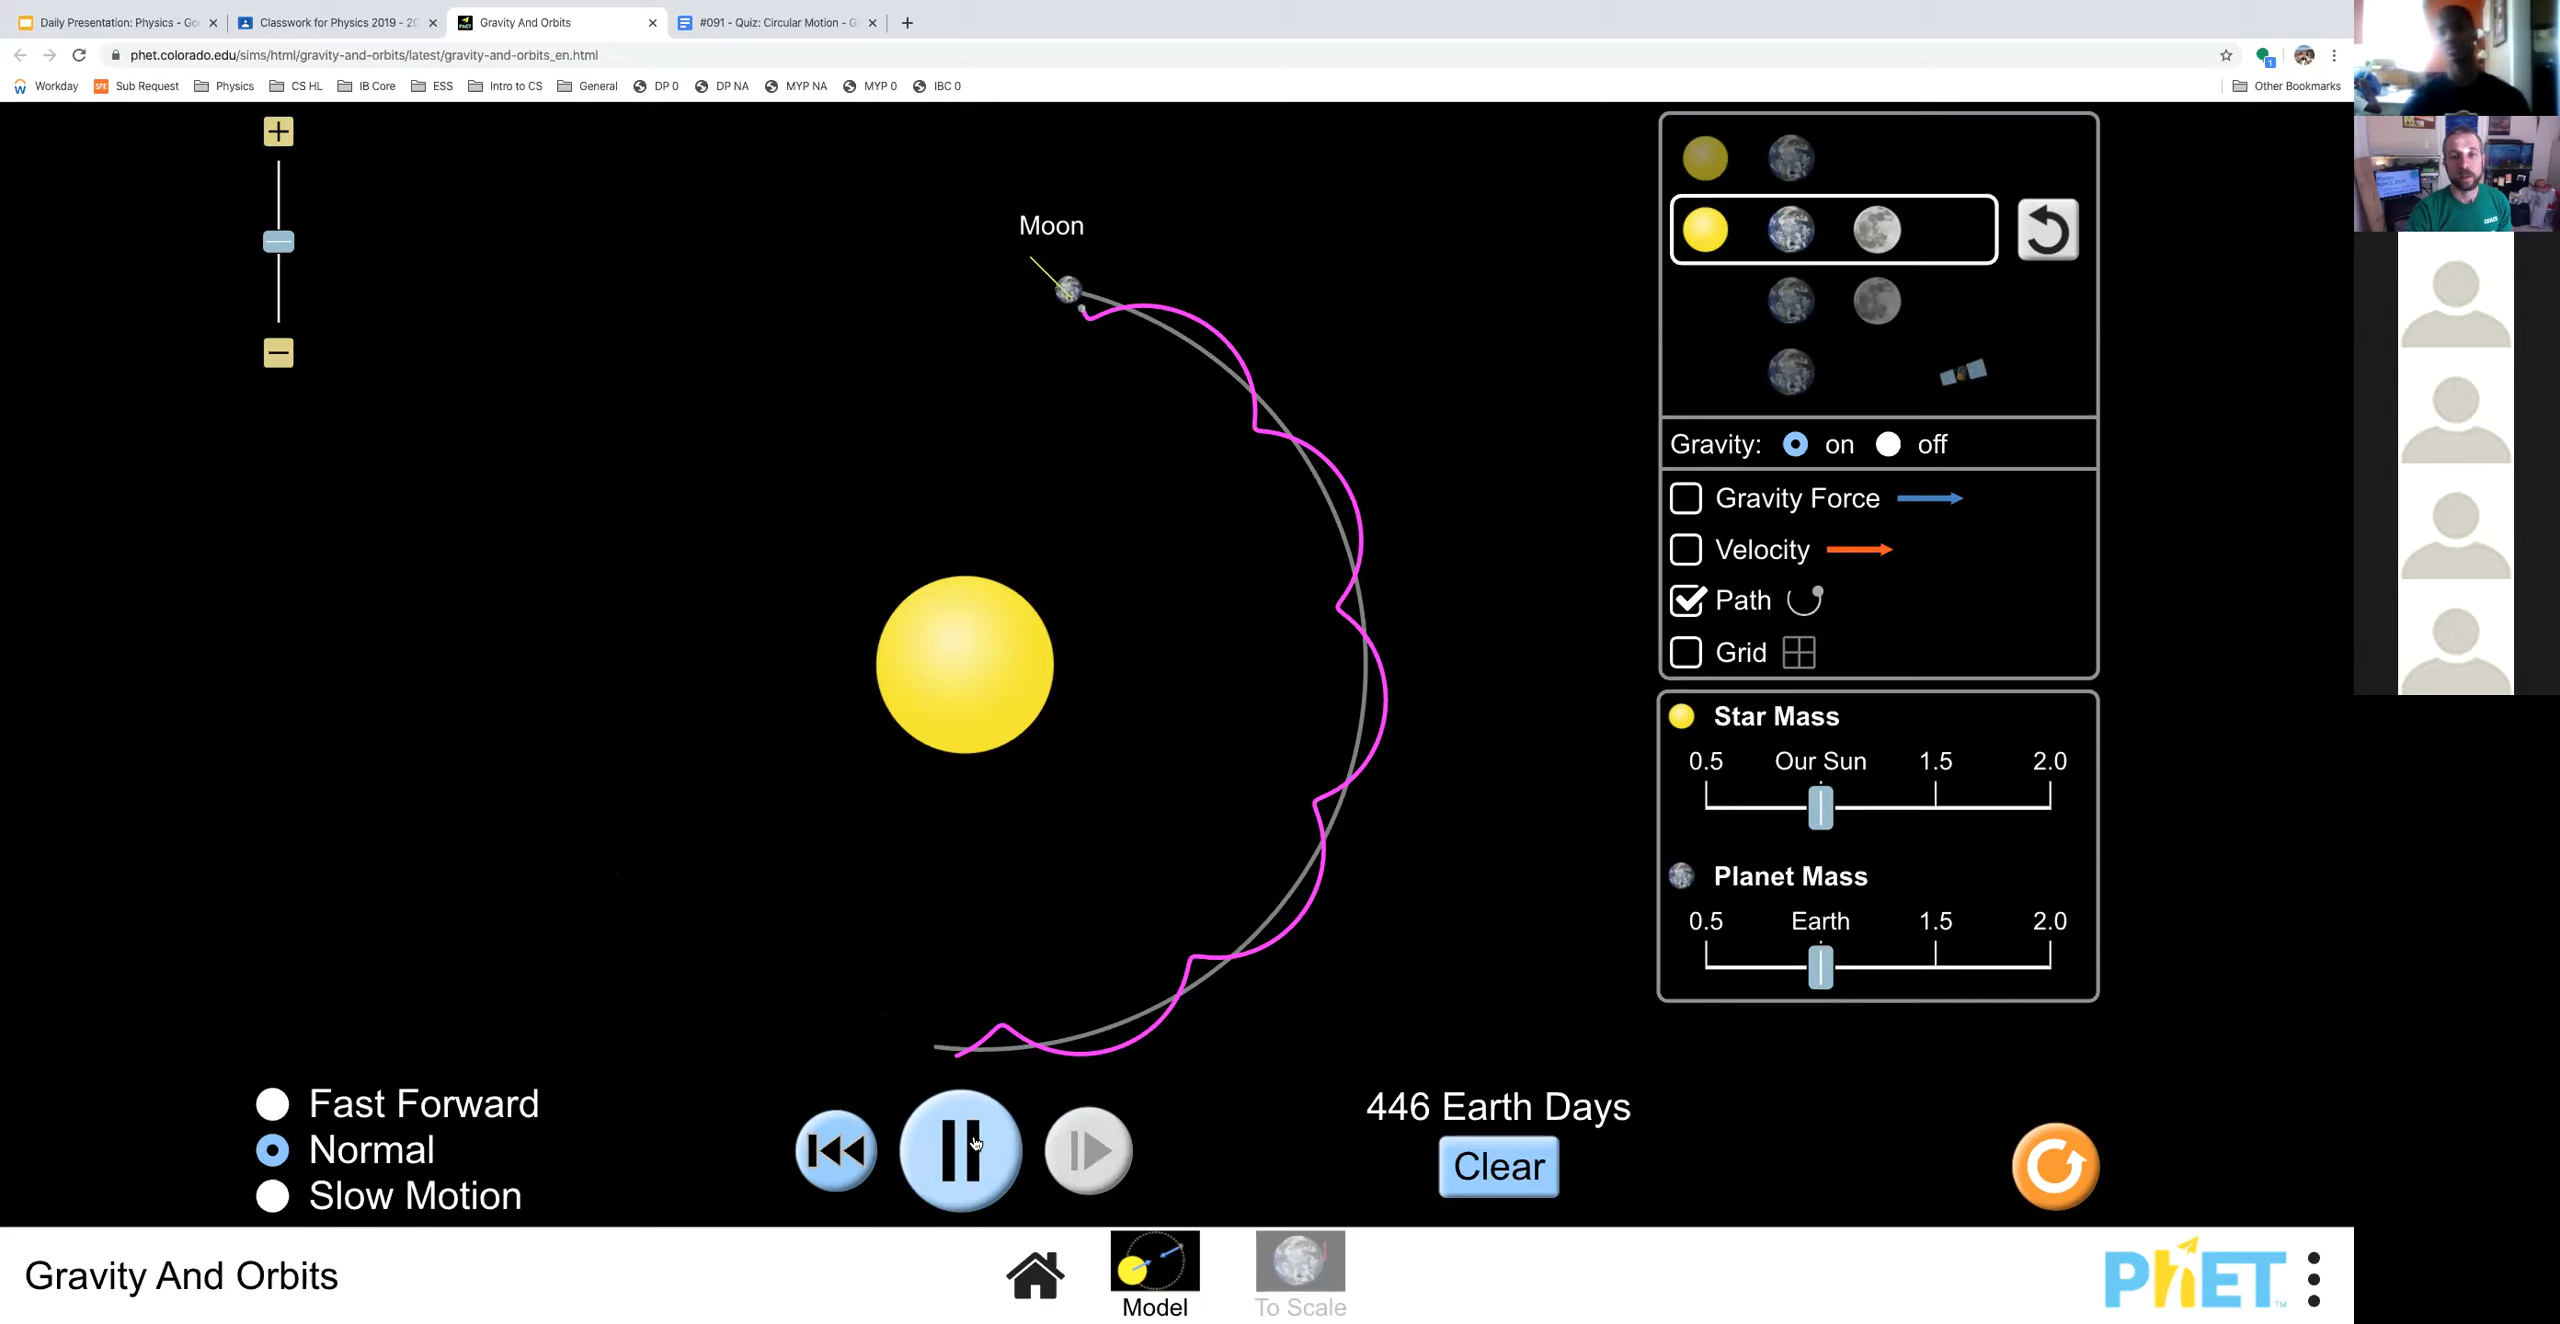 Daily Presentation: Physics - Go
Classwork for Physics 2019 - 20
Gravity And Orbits
#091 - Quiz: Circular Motion - G
phet.colorado.edu/sims/html/gravity-and-orbits/latest/gravity-and-orbits_en.html
1
Workday
SFE
Sub Request
Physics
CS HL
IB Core
ESS
Intro to CS
General
DP 0
DP NA
MYP NA
MYP 0
IBC 0
Other Bookmarks
Moon
Gravity: on off
Gravity Force
Velocity
Path
Grid
Star Mass
0.5 Our Sun 1.5 2.0
Planet Mass
0.5 Earth 1.5 2.0
Fast Forward
Normal
Slow Motion
446 Earth Days
Clear
Gravity And Orbits
Model
To Scale
PhET